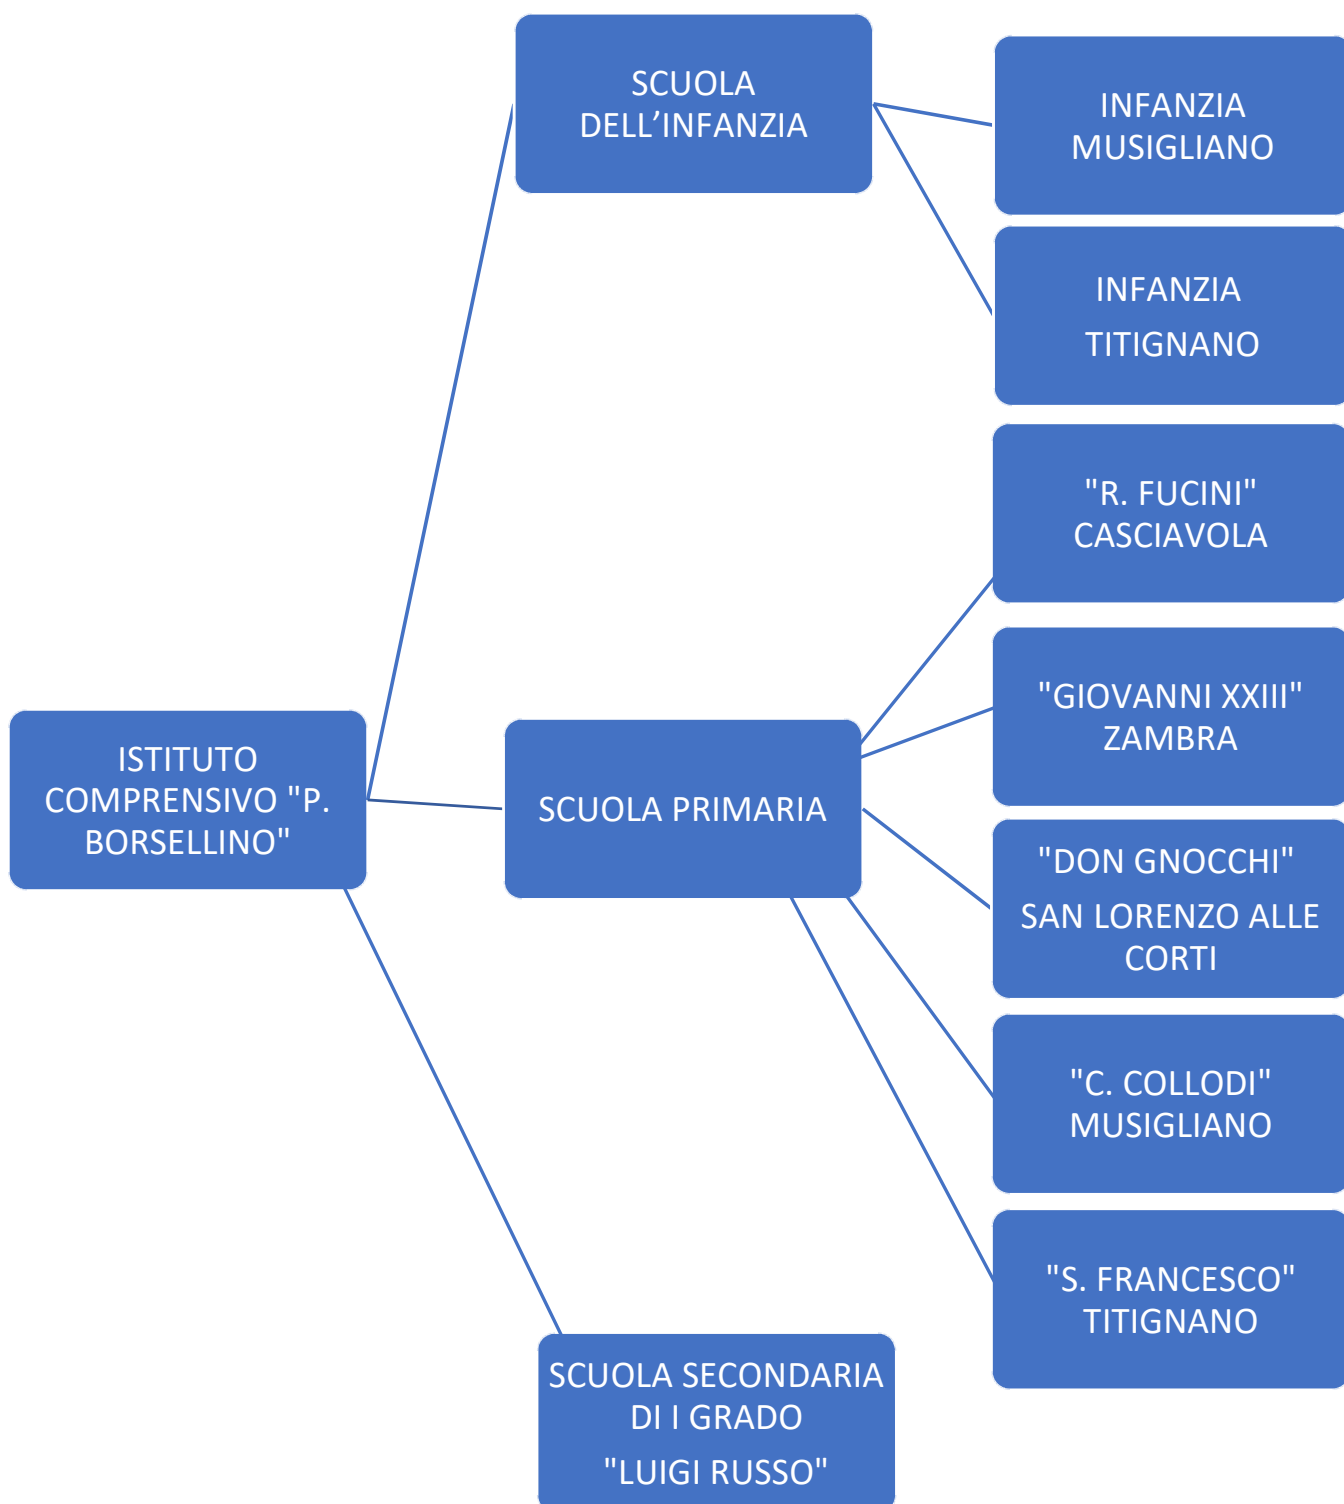 SCUOLA
DELL’INFANZIA
INFANZIA
MUSIGLIANO
INFANZIA
TITIGNANO
"R. FUCINI"
CASCIAVOLA
"GIOVANNI XXIII"
ZAMBRA
ISTITUTO
COMPRENSIVO "P.
BORSELLINO"
SCUOLA PRIMARIA
"DON GNOCCHI"
SAN LORENZO ALLE
CORTI
"C. COLLODI"
MUSIGLIANO
"S. FRANCESCO"
TITIGNANO
SCUOLA SECONDARIA
DI I GRADO
"LUIGI RUSSO"